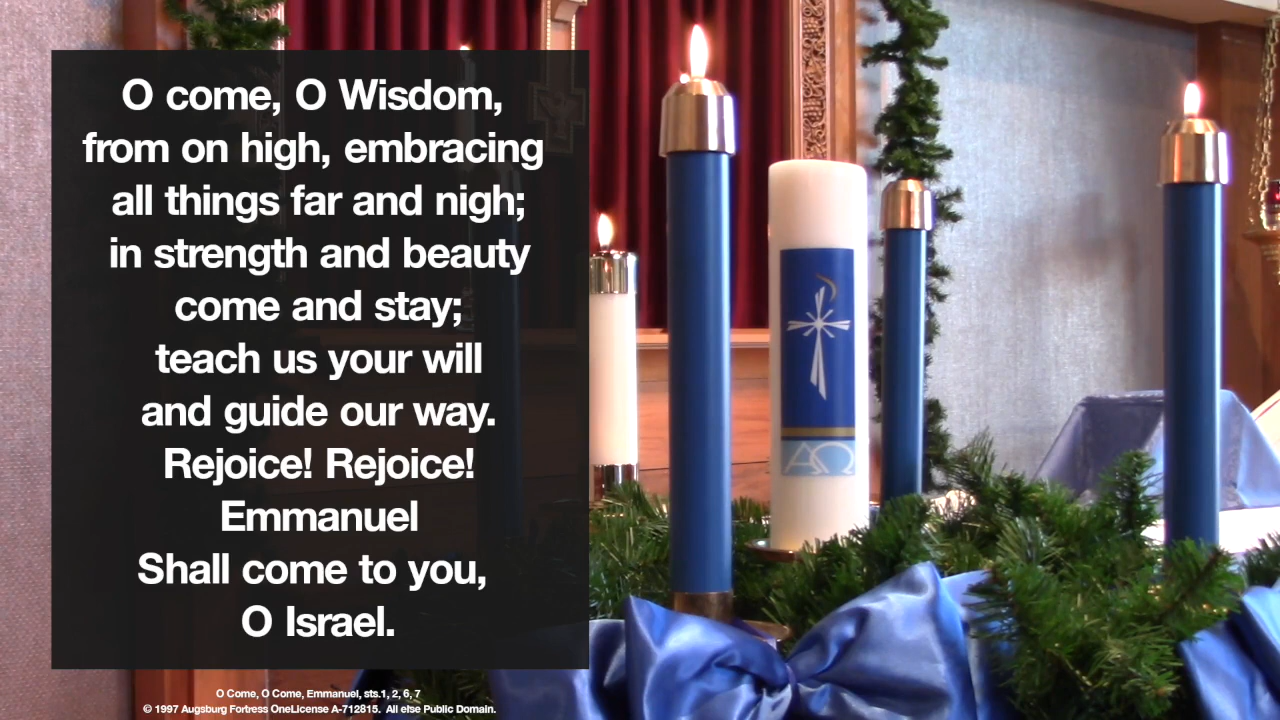 O come, O Wisdom,
from on high, embracing
all things far and nigh;
in strength and beauty
come and stay;
teach us your will
and guide our way.
Rejoice! Rejoice!
Emmanuel
Shall come to you,
O Israel.
ΑΩ
O Come, O Come, Emmanuel, sts.1, 2, 6, 7
© 1997 Augsburg Fortress OneLicense A-712815.  All else Public Domain.